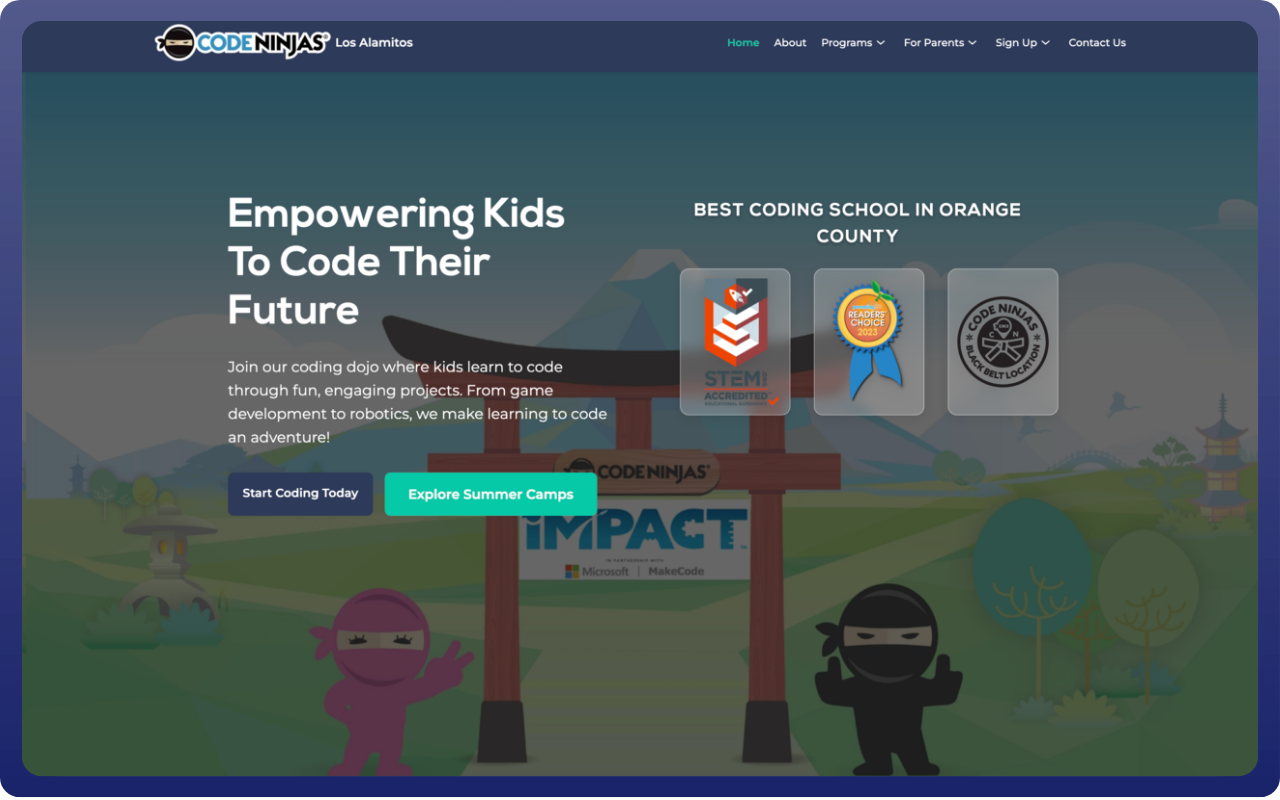 CODE NINJAS® Los Alamitos
Home About Programs For Parents Sign Up Contact Us
Empowering Kids
To Code Their
Future
Join our coding dojo where kids learn to code
through fun, engaging projects. From game
development to robotics, we make learning to code
an adventure!
Start Coding Today
Explore Summer Camps
BEST CODING SCHOOL IN ORANGE
COUNTY
STEM
ACCREDITED
READERS'
CHOICE
2023
CODE NINJAS
C N
BLACK BELT LOCATION
CODE NINJAS®
IMPACT
IN PARTNERSHIP WITH
Microsoft | MakeCode